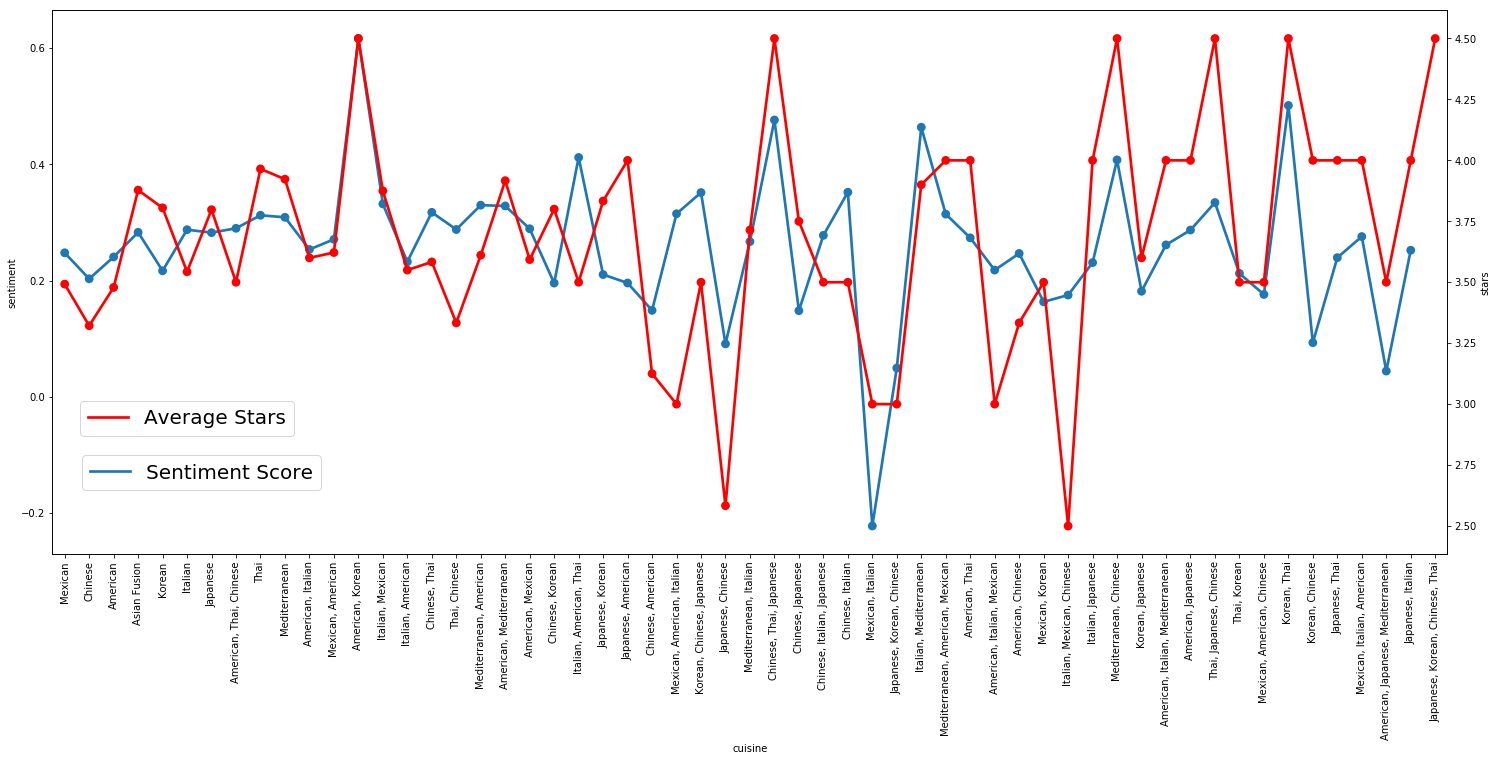 0.6
0.4
0.2
0.0
−0.2
sentiment
4.50
4.25
4.00
3.75
3.50
3.25
3.00
2.75
2.50
stars
Average Stars
Sentiment Score
Mexican
Chinese
American
Asian Fusion
Korean
Italian
Japanese
American, Thai, Chinese
Thai
Mediterranean
American, Italian
Mexican, American
American, Korean
Italian, Mexican
Italian, American
Chinese, Thai
Thai, Chinese
Mediterranean, American
American, Mediterranean
American, Mexican
Chinese, Korean
Italian, American, Thai
Japanese, Korean
Japanese, American
Chinese, American
Mexican, American, Italian
Korean, Chinese, Japanese
Japanese, Chinese
Mediterranean, Italian
Chinese, Thai, Japanese
Chinese, Japanese
Chinese, Italian, Japanese
Chinese, Italian
Mexican, Italian
Japanese, Korean, Chinese
Italian, Mediterranean
Mediterranean, American, Mexican
American, Thai
American, Italian, Mexican
American, Chinese
Mexican, Korean
Italian, Mexican, Chinese
Italian, Japanese
Mediterranean, Chinese
Korean, Japanese
American, Italian, Mediterranean
American, Japanese
Thai, Japanese, Chinese
Thai, Korean
Mexican, American, Chinese
Korean, Thai
Korean, Chinese
Japanese, Thai
Mexican, Italian, American
American, Japanese, Mediterranean
Japanese, Italian
Japanese, Korean, Chinese, Thai
cuisine